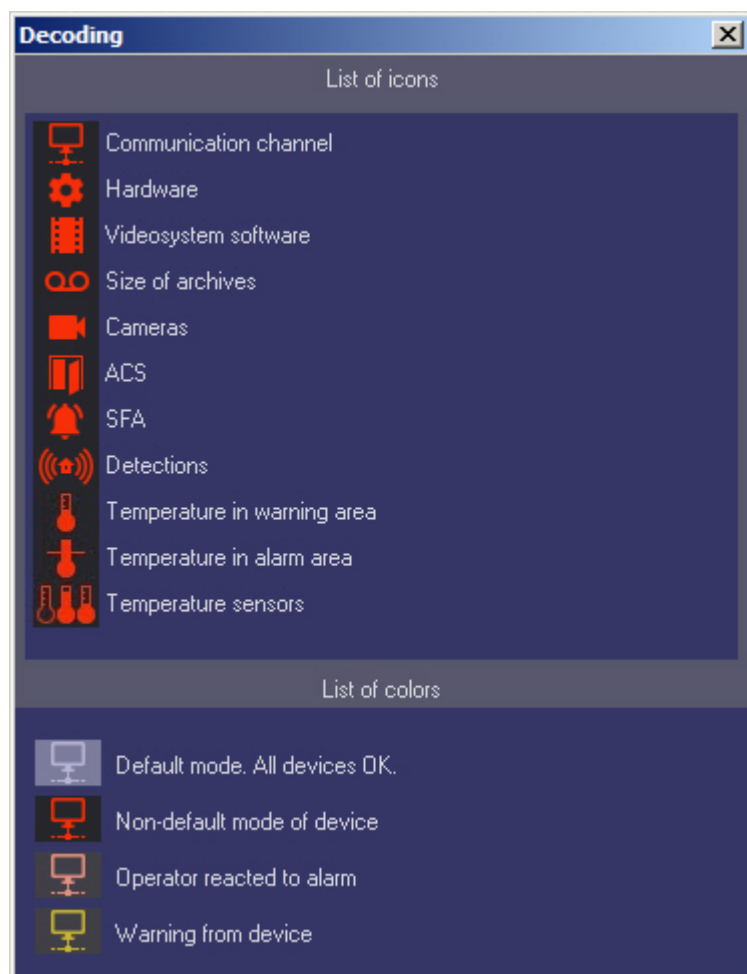 Decoding
List of icons
Communication channel
Hardware
Videosystem software
Size of archives
Cameras
ACS
SFA
Detections
Temperature in warning area
Temperature in alarm area
Temperature sensors
List of colors
Default mode. All devices OK.
Non-default mode of device
Operator reacted to alarm
Warning from device